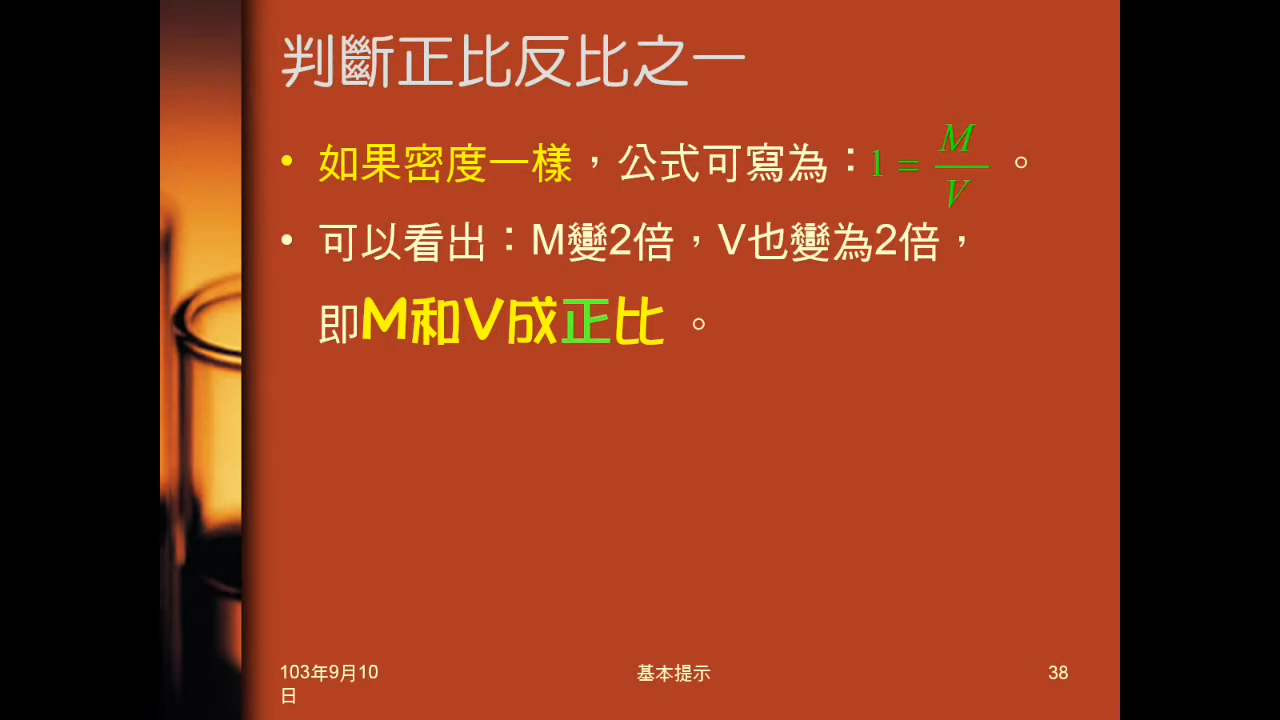 判斷正比反比之一
• 如果密度一樣，公式可寫為：1 = M/V 。
• 可以看出：M變2倍，V也變為2倍，
即M和V成正比 。
103年9月10
日
基本提示
38